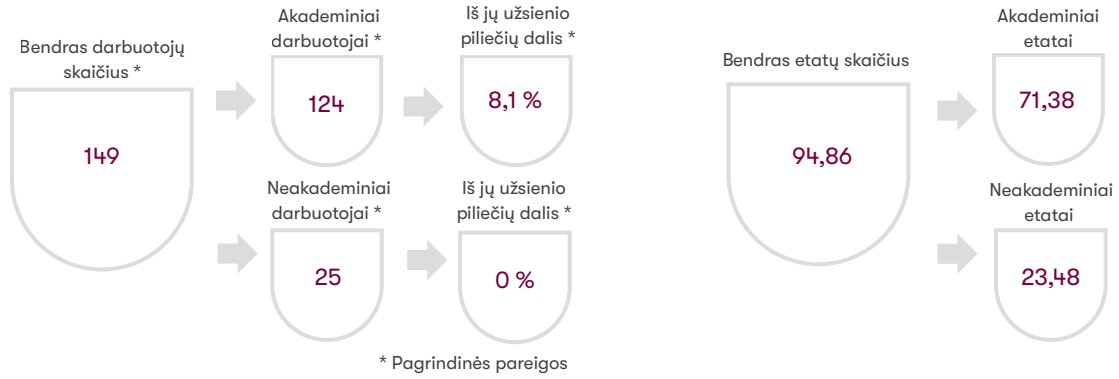 Bendras darbuotojų
skaičius *
149
Akademiniai
darbuotojai *
124
Iš jų užsienio
piliečių dalis *
8,1 %
Neakademiniai
darbuotojai *
25
Iš jų užsienio
piliečių dalis *
0 %
* Pagrindinės pareigos
Bendras etatų skaičius
94,86
Akademiniai
etatai
71,38
Neakademiniai
etatai
23,48